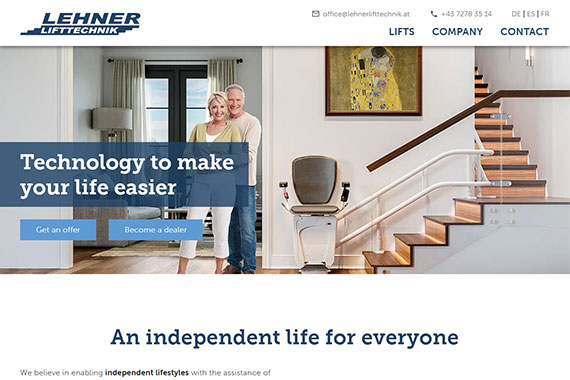 LEHNER
LIFTTECHNIK
office@lehnerlifttechnik.at
+43 7278 35 14
DE | ES | FR
LIFTS
COMPANY
CONTACT
Technology to make
your life easier
Get an offer
Become a dealer
An independent life for everyone
We believe in enabling independent lifestyles with the assistance of